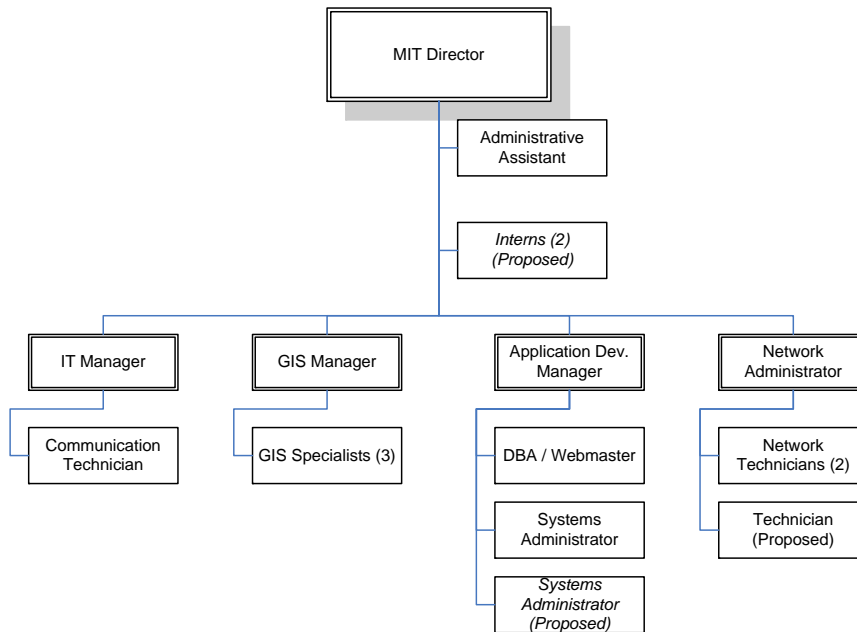 MIT Director
Administrative
Assistant
Interns (2)
(Proposed)
IT Manager
GIS Manager
Application Dev.
Manager
Network
Administrator
Communication
Technician
GIS Specialists (3)
DBA / Webmaster
Network
Technicians (2)
Systems
Administrator
Technician
(Proposed)
Systems
Administrator
(Proposed)